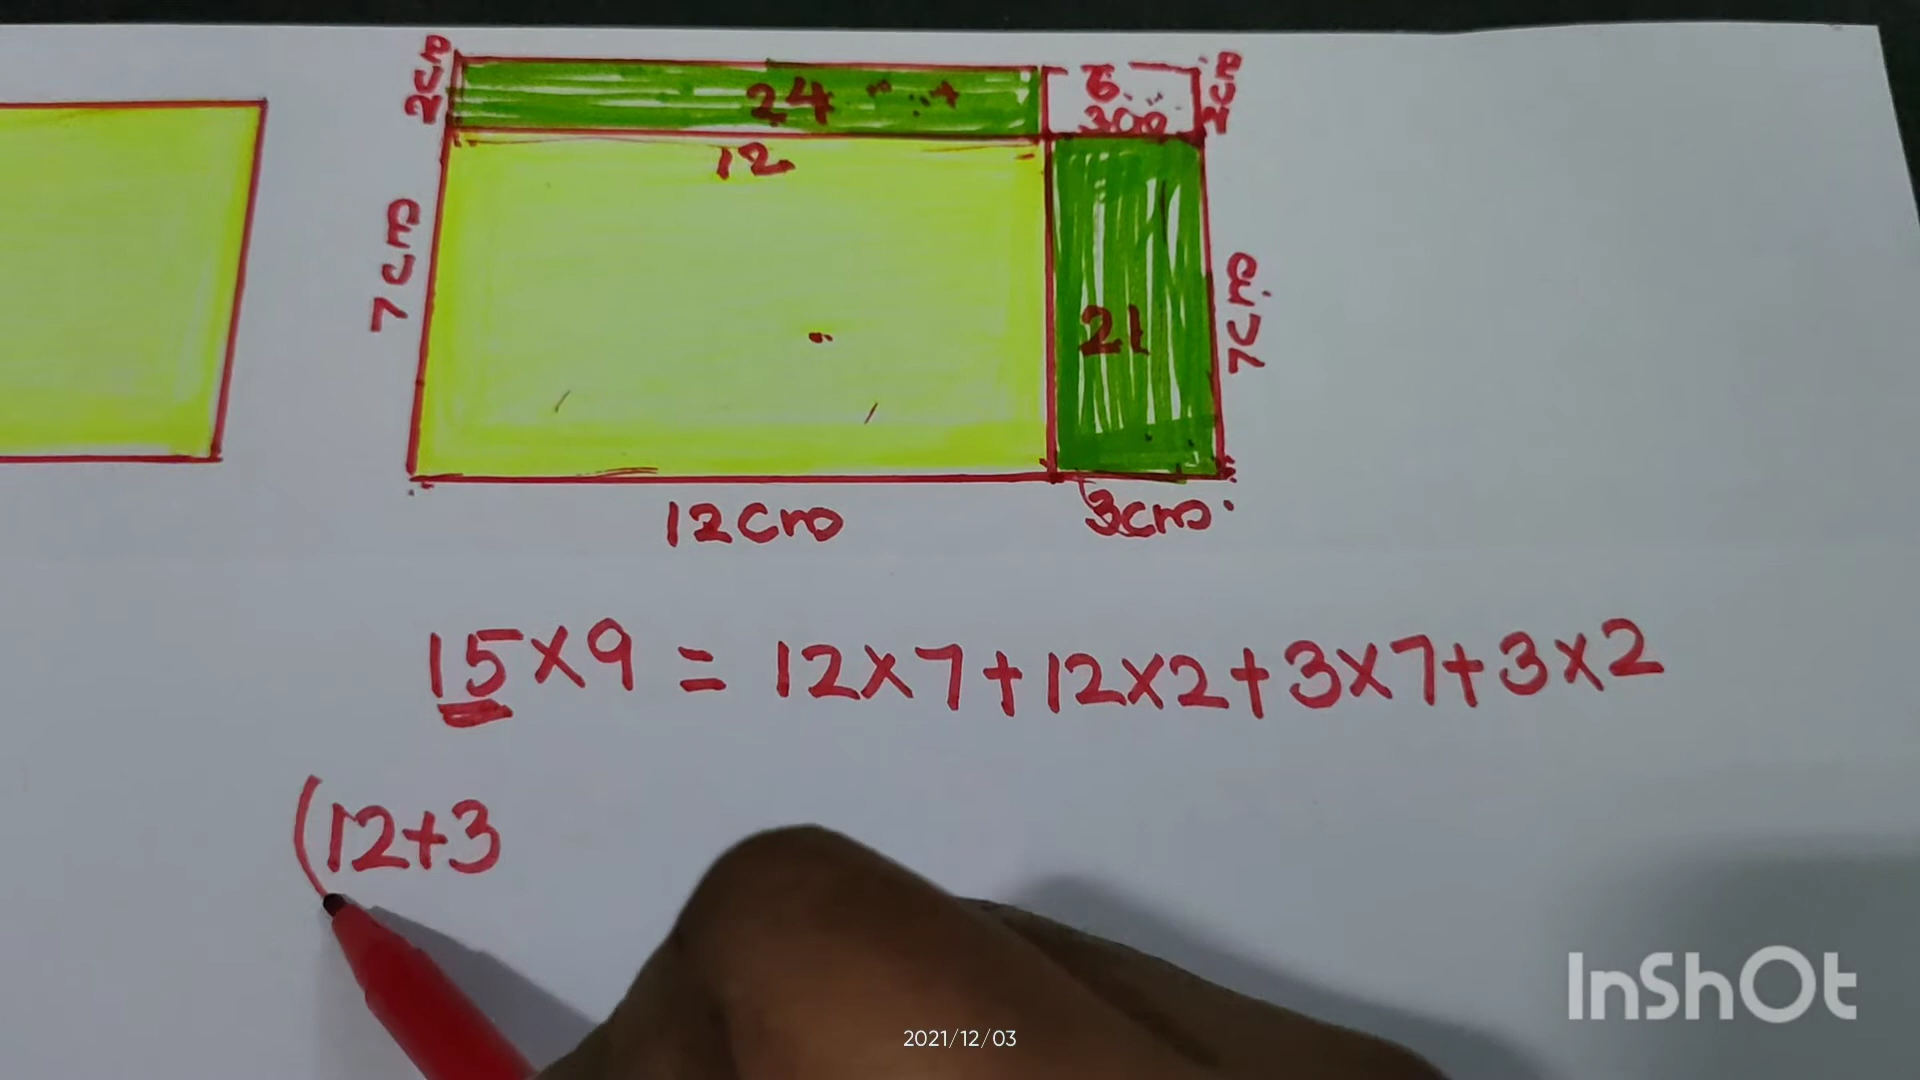 2cm 24 6 2cm
3cm
12
7cm 21 7cm
12cm 3cm
15×9 = 12×7+12×2+3×7+3×2
(12+3
InShOt
2021/12/03